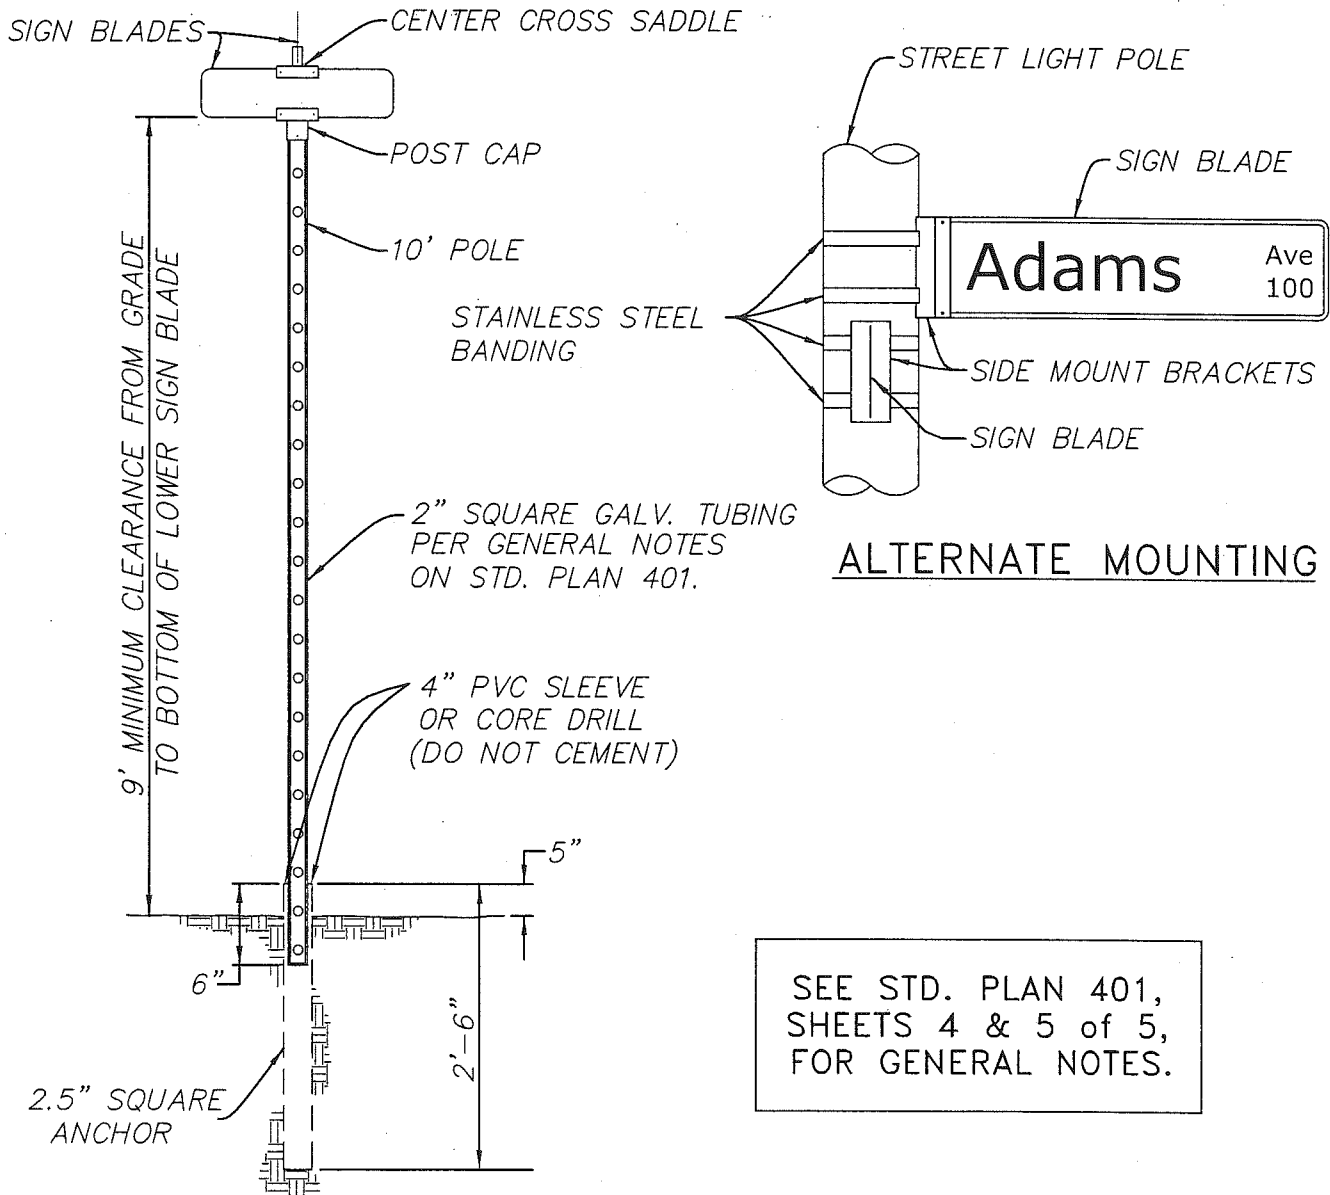 SIGN BLADES
CENTER CROSS SADDLE
POST CAP
10' POLE
9' MINIMUM CLEARANCE FROM GRADE
TO BOTTOM OF LOWER SIGN BLADE
2" SQUARE GALV. TUBING
PER GENERAL NOTES
ON STD. PLAN 401.
4" PVC SLEEVE
OR CORE DRILL
(DO NOT CEMENT)
5"
6"
2'-6"
2.5" SQUARE
ANCHOR
STREET LIGHT POLE
SIGN BLADE
Adams
Ave
100
STAINLESS STEEL
BANDING
SIDE MOUNT BRACKETS
SIGN BLADE
ALTERNATE MOUNTING
SEE STD. PLAN 401,
SHEETS 4 & 5 of 5,
FOR GENERAL NOTES.